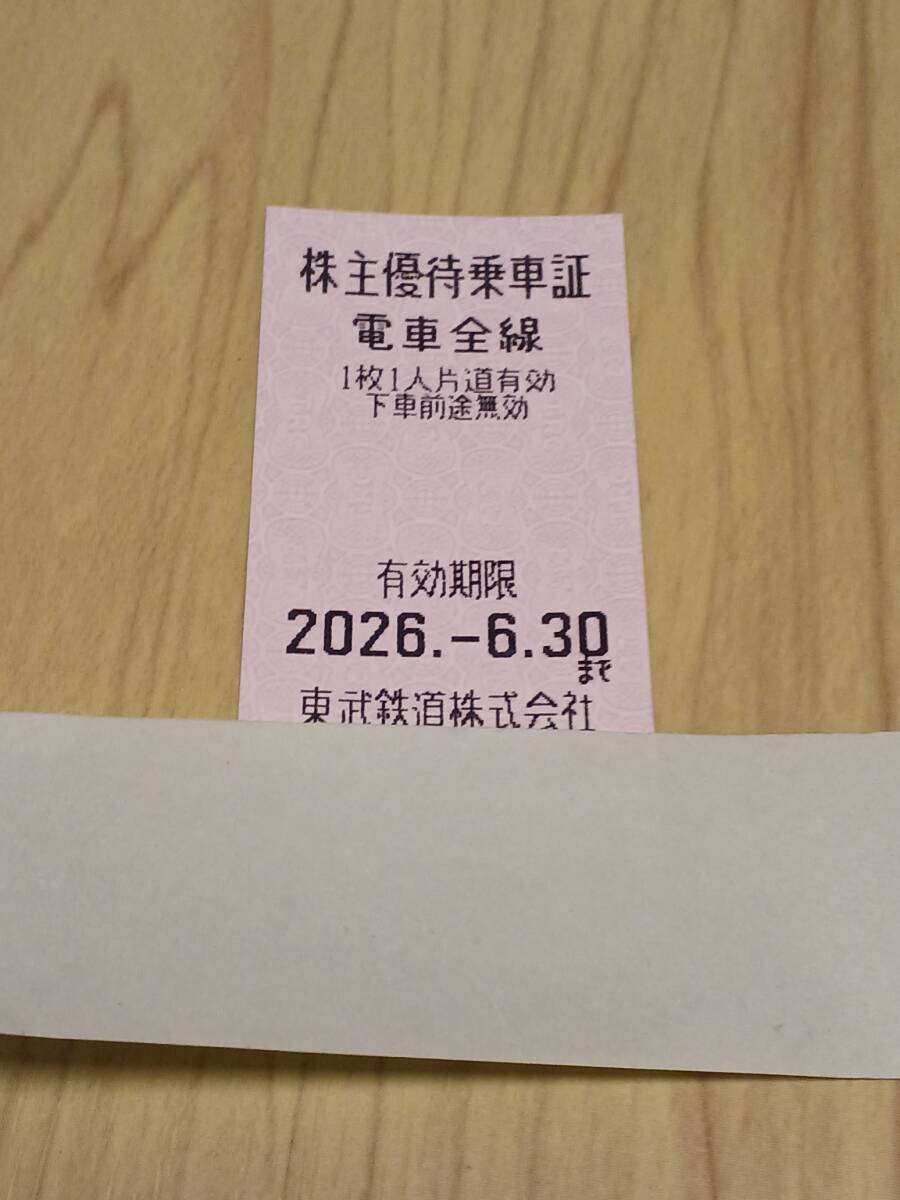 株主優待乗車証
電車全線
1枚1人片道有効
下車前途無効
有効期限
2026.-6.30
まで
東武鉄道株式会社